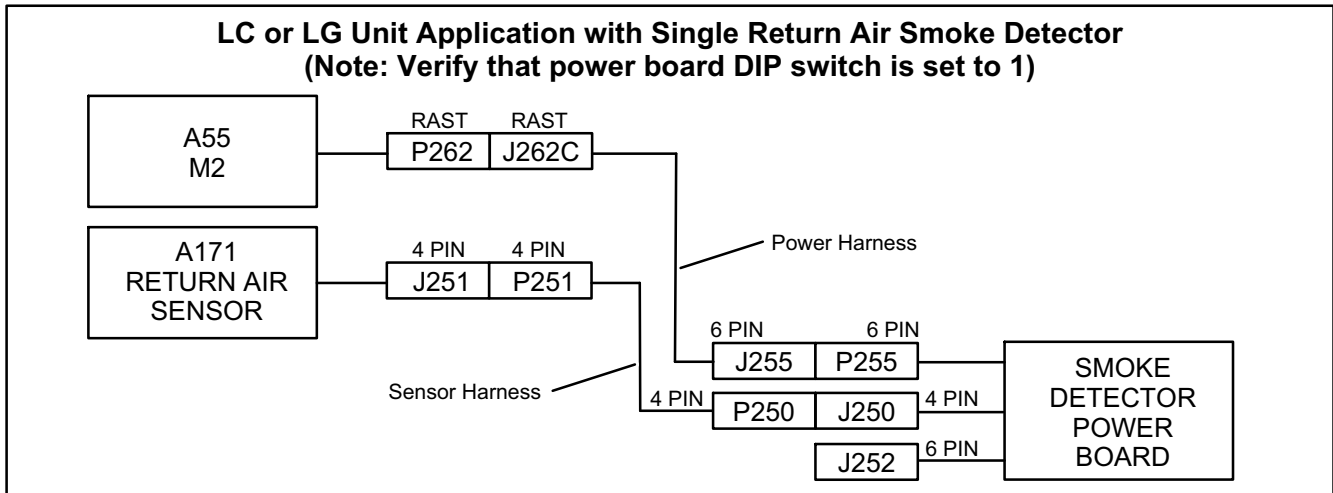 LC or LG Unit Application with Single Return Air Smoke Detector
(Note: Verify that power board DIP switch is set to 1)
A55
M2
RAST RAST
P262 J262C
A171
RETURN AIR
SENSOR
4 PIN 4 PIN
J251 P251
Power Harness
Sensor Harness
6 PIN 6 PIN
J255 P255
4 PIN P250 J250 4 PIN
J252 6 PIN
SMOKE
DETECTOR
POWER
BOARD